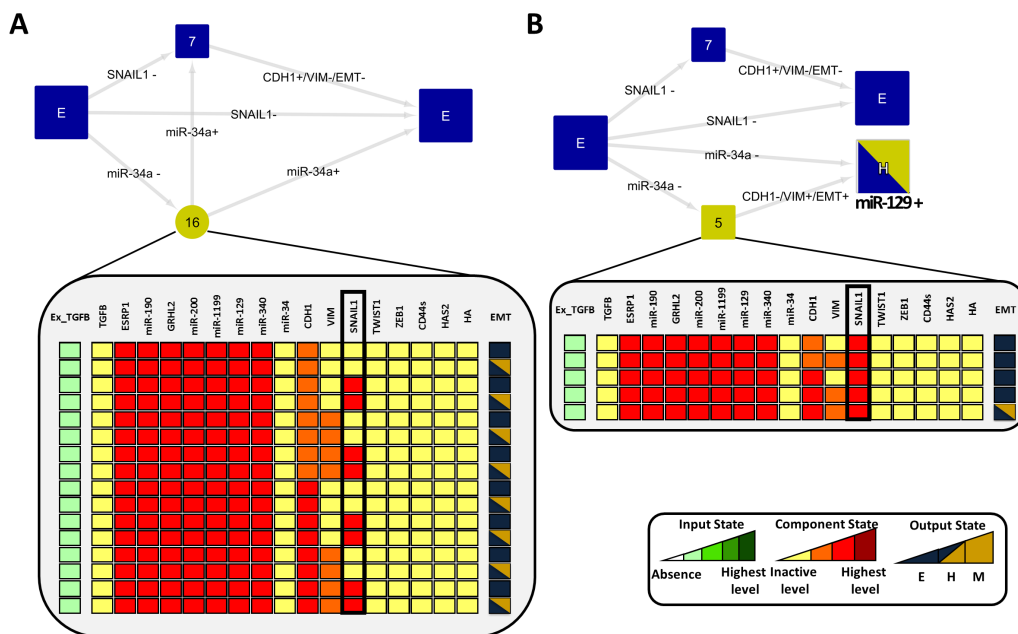 A
7
SNAIL1 -
CDH1+/VIM-/EMT-
E
SNAIL1-
E
miR-34a+
miR-34a -
miR-34a+
16
Ex_TGFB
TGFB
ESRP1
miR-190
GRHL2
miR-200
miR-1199
miR-129
miR-340
miR-34
CDH1
VIM
SNAIL1
TWIST1
ZEB1
CD44s
HAS2
HA
EMT
B
7
CDH1+/VIM-/EMT-
SNAIL1 -
E
SNAIL1 -
E
miR-34a -
H
miR-34a -
CDH1-/VIM+/EMT+
miR-129 +
5
Ex_TGFB
TGFB
ESRP1
miR-190
GRHL2
miR-200
miR-1199
miR-129
miR-340
miR-34
CDH1
VIM
SNAIL1
TWIST1
ZEB1
CD44s
HAS2
HA
EMT
Input State
Absence
Highest
level
Component State
Inactive
level
Highest
level
Output State
E H M